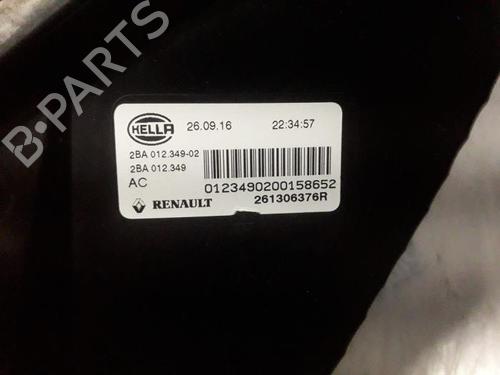 B-PARTS
HELLA 26.09.16 22:34:57
2BA 012.349-02
2BA 012.349
AC 0123490200158652
RENAULT 261306376R